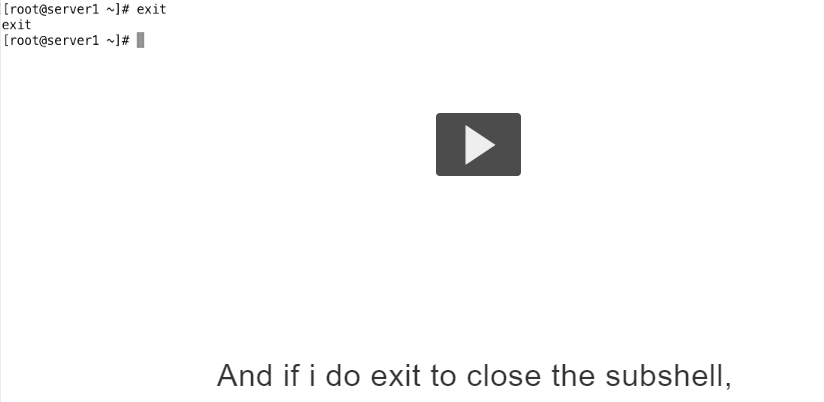 [root@server1 ~]# exit
exit
[root@server1 ~]#
And if i do exit to close the subshell,